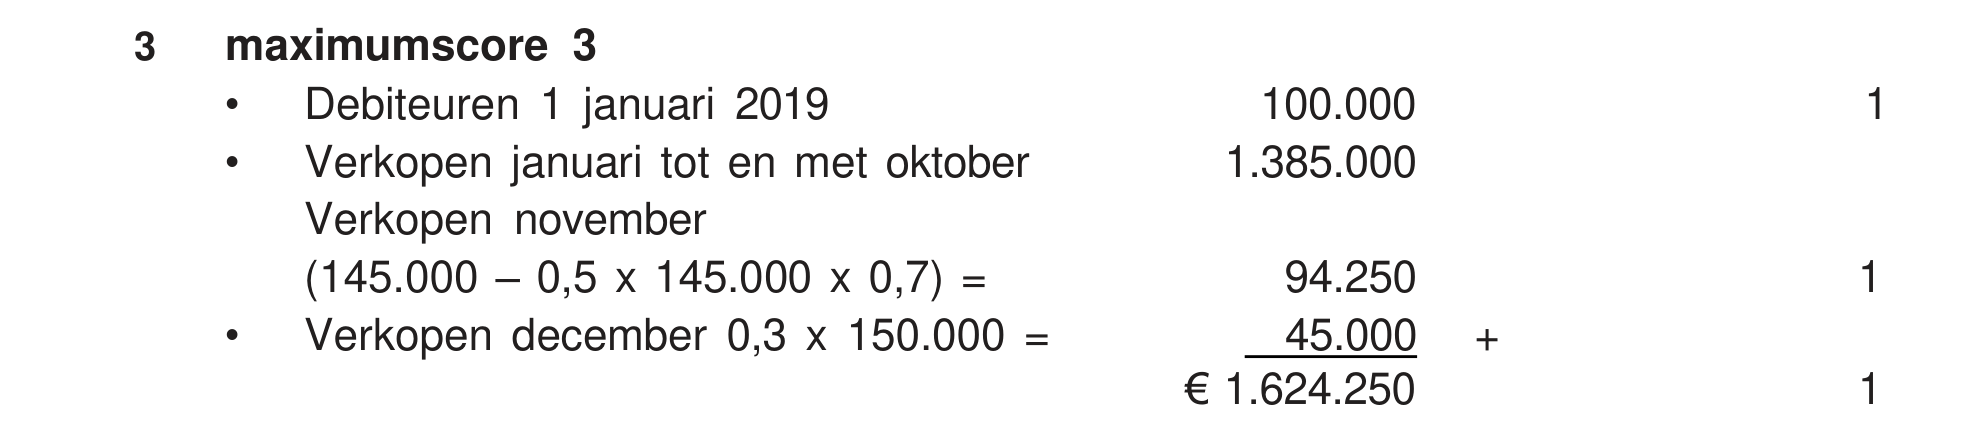 3 maximumscore 3
• Debiteuren 1 januari 2019 100.000 1
• Verkopen januari tot en met oktober 1.385.000
Verkopen november
(145.000 – 0,5 x 145.000 x 0,7) = 94.250 1
• Verkopen december 0,3 x 150.000 = 45.000 +
€ 1.624.250 1